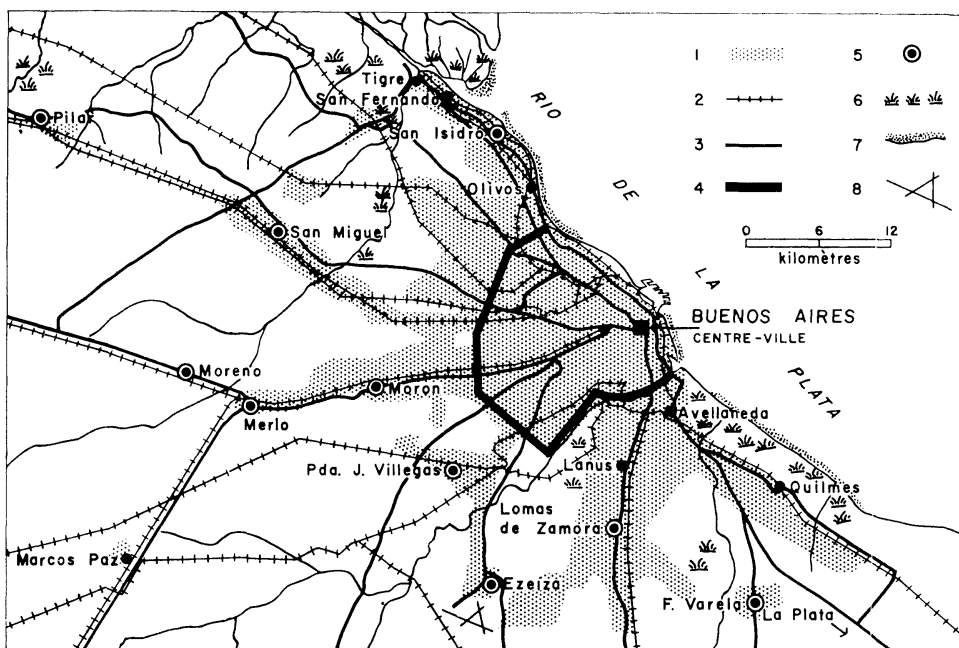 Tigre
San Fernando
San Isidro
Pilar
Olivos
San Miguel
RIO
DE
LA
PLATA
1
2
3
4
5
6
7
8
0 6 12
kilomètres
BUENOS AIRES
CENTRE-VILLE
Moreno
Merlo
Moron
Avellaneda
Pda. J. Villegas
Lanus
Quilmes
Lomas
de Zamora
Marcos Paz
Ezeiza
F. Varela
La Plata